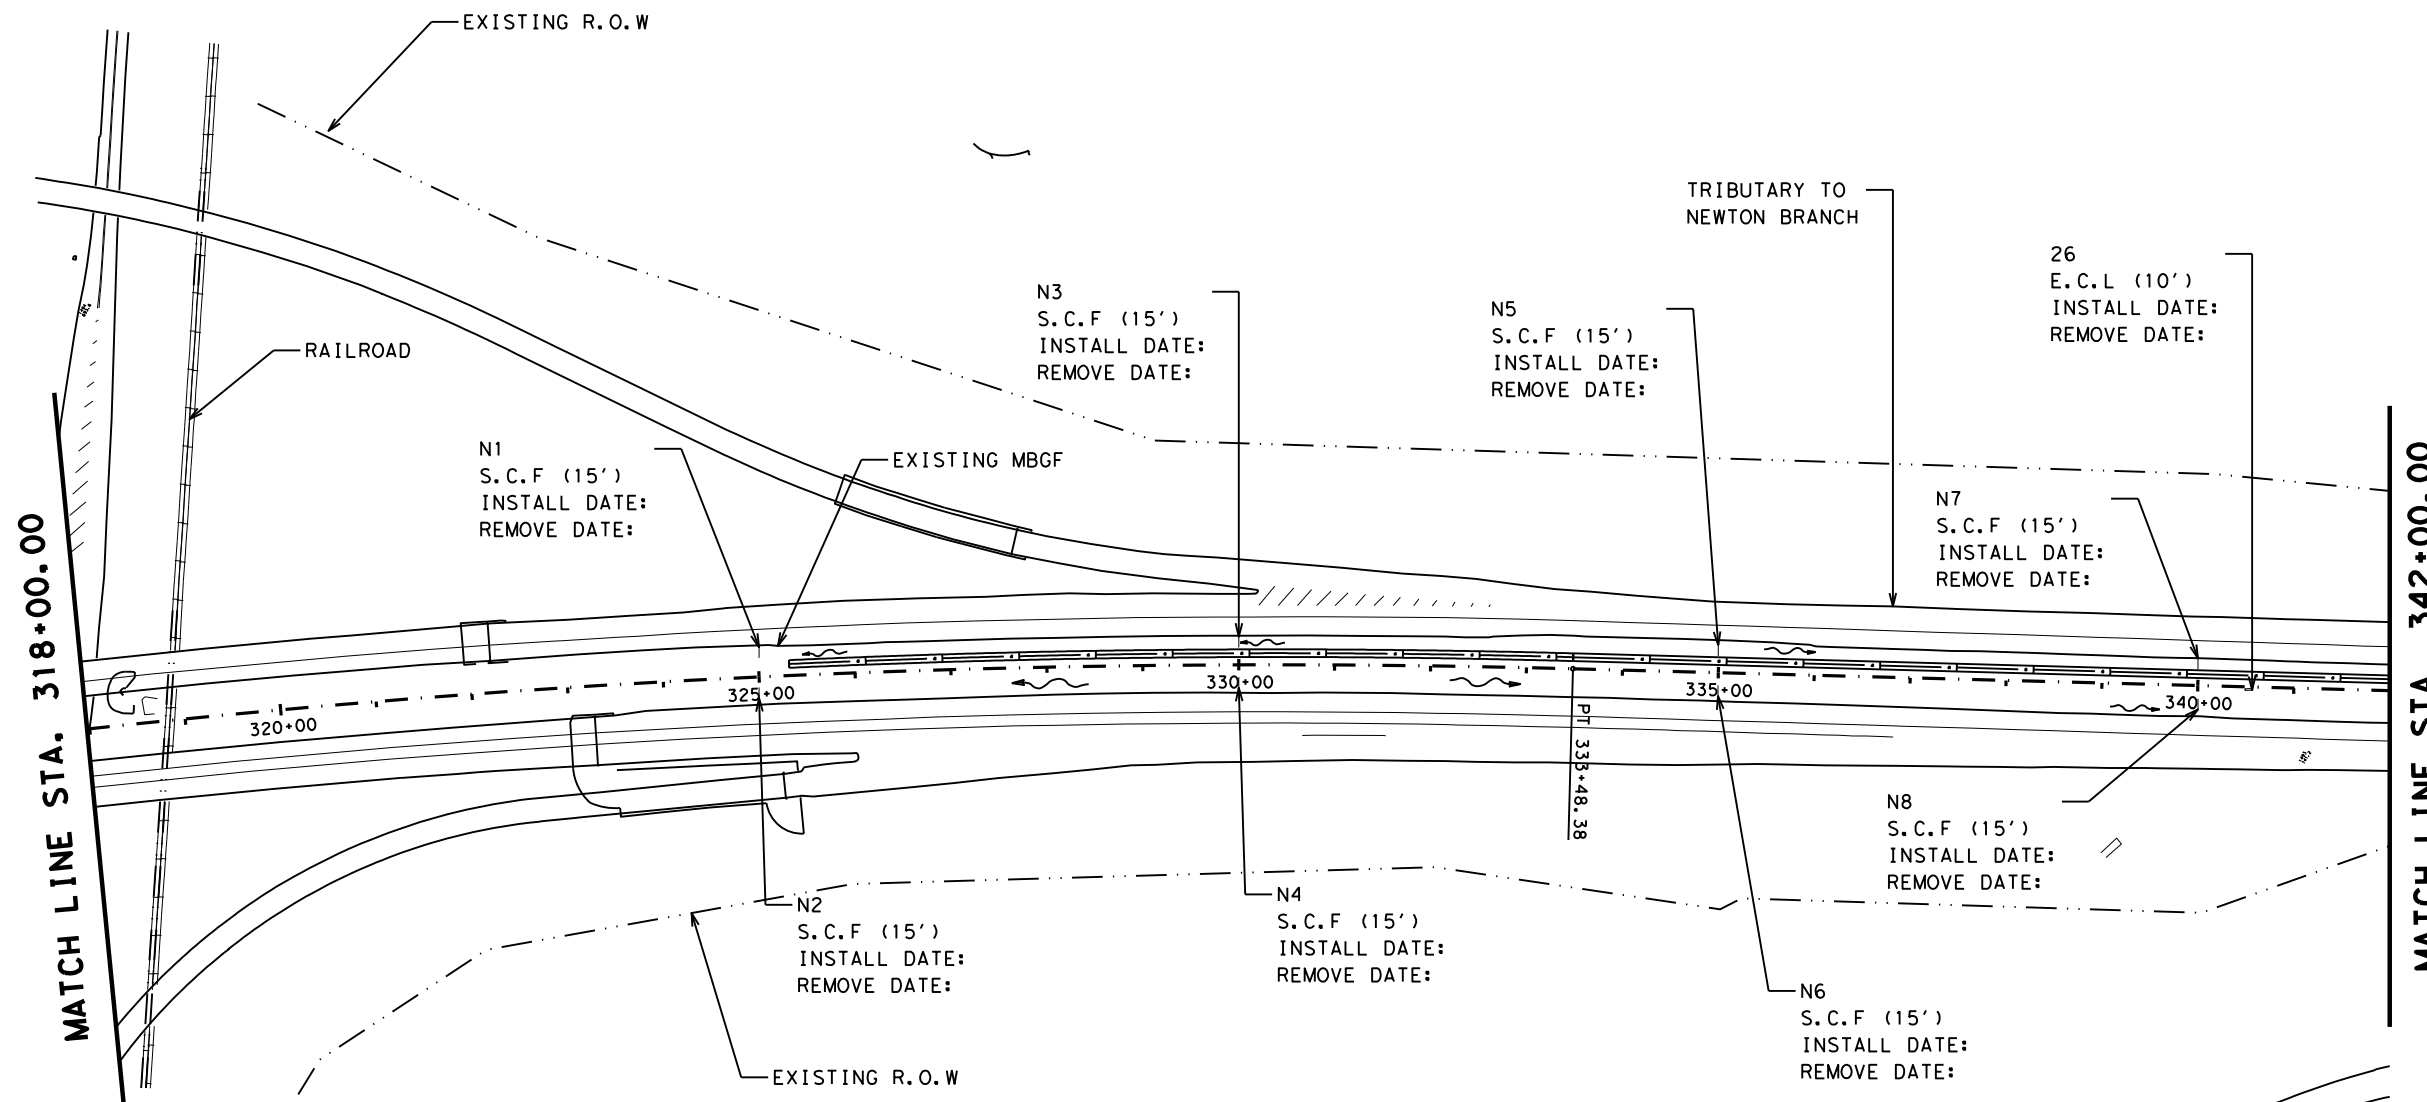 EXISTING R.O.W
TRIBUTARY TO
NEWTON BRANCH
26
E.C.L (10')
INSTALL DATE:
REMOVE DATE:
N3
S.C.F (15')
INSTALL DATE:
REMOVE DATE:
N5
S.C.F (15')
INSTALL DATE:
REMOVE DATE:
RAILROAD
N1
S.C.F (15')
INSTALL DATE:
REMOVE DATE:
EXISTING MBGF
N7
S.C.F (15')
INSTALL DATE:
REMOVE DATE:
MATCH LINE STA. 318+00.00
MATCH LINE STA. 342+00.00
320+00
325+00
330+00
335+00
340+00
PT 333+48.38
N8
S.C.F (15')
INSTALL DATE:
REMOVE DATE:
N2
S.C.F (15')
INSTALL DATE:
REMOVE DATE:
N4
S.C.F (15')
INSTALL DATE:
REMOVE DATE:
N6
S.C.F (15')
INSTALL DATE:
REMOVE DATE:
EXISTING R.O.W